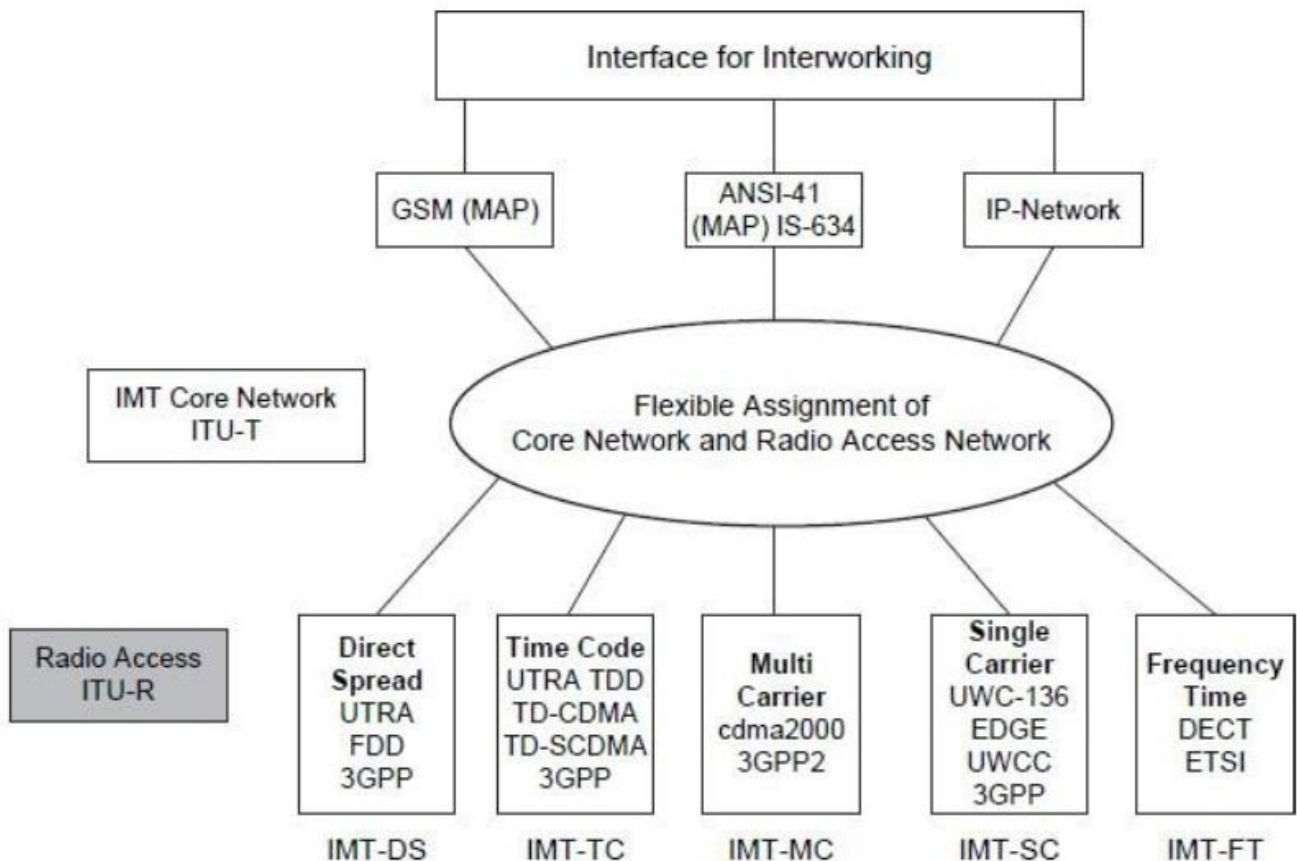 Interface for Interworking
GSM (MAP)
ANSI-41
(MAP) IS-634
IP-Network
IMT Core Network
ITU-T
Flexible Assignment of
Core Network and Radio Access Network
Radio Access
ITU-R
Direct
Spread
UTRA
FDD
3GPP
Time Code
UTRA TDD
TD-CDMA
TD-SCDMA
3GPP
Multi
Carrier
cdma2000
3GPP2
Single
Carrier
UWC-136
EDGE
UWCC
3GPP
Frequency
Time
DECT
ETSI
IMT-DS
IMT-TC
IMT-MC
IMT-SC
IMT-FT